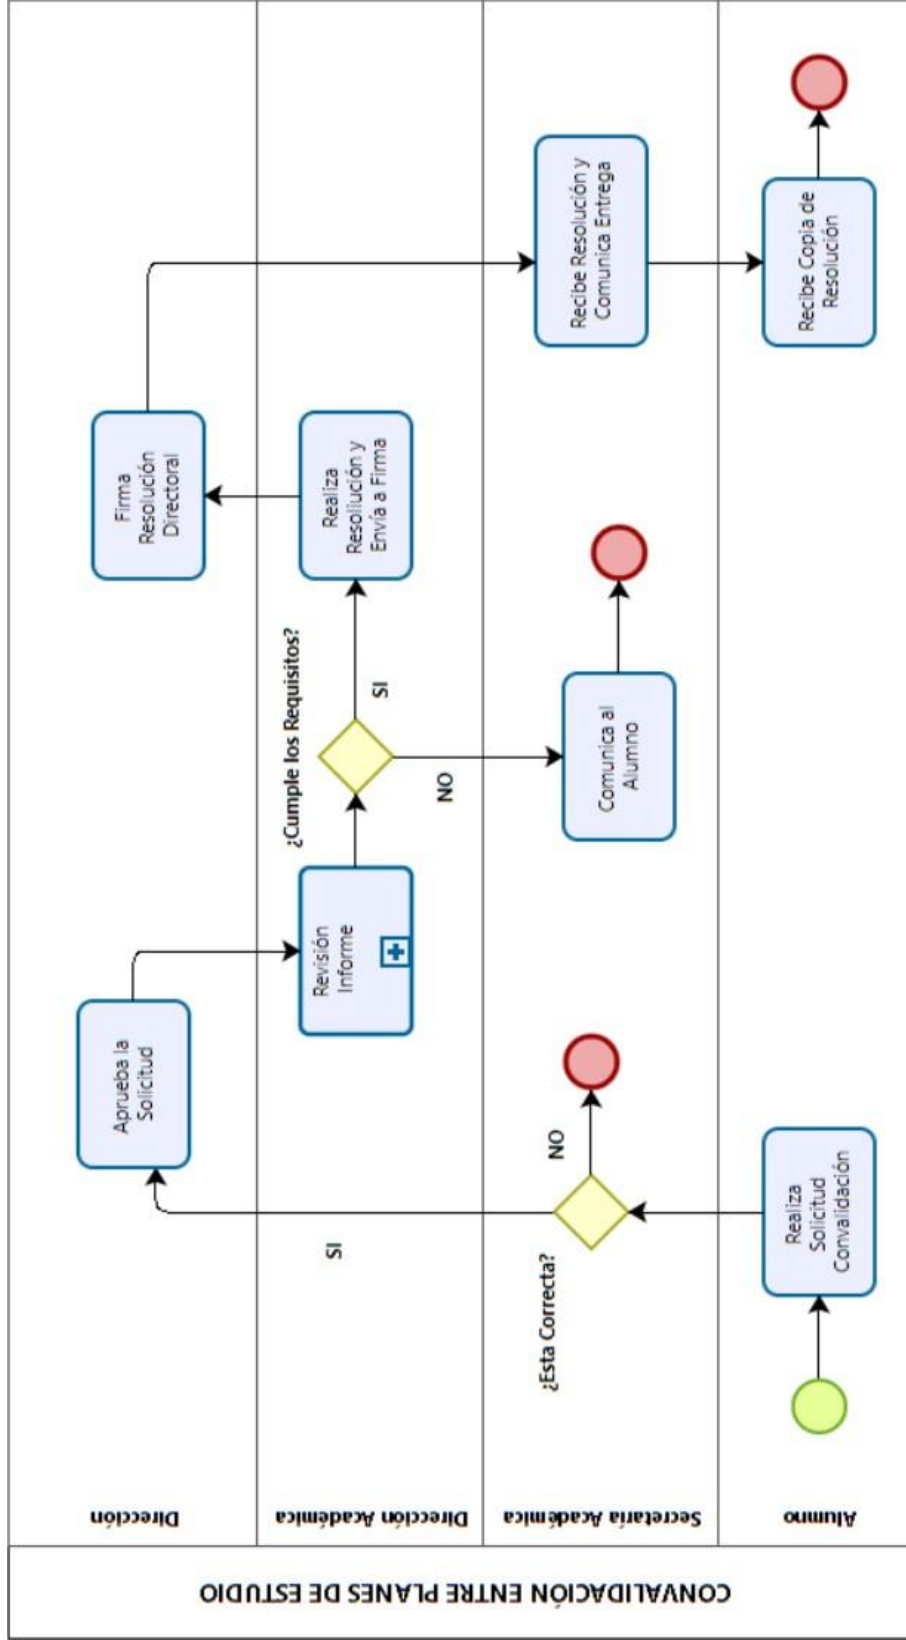 CONVALIDACIÓN ENTRE PLANES DE ESTUDIO
Dirección
Aprueba la
Solicitud
Firma
Resolución
Directoral
SI
Dirección Académica
Revisión
Informe
¿Cumple los Requisitos?
SI
NO
Realiza
Resoliución y
Envía a Firma
Secretaría Académica
¿Esta Correcta?
NO
Comunica al
Alumno
Recibe Resolución y
Comunica Entrega
Alumno
Realiza
Solicitud
Convalidación
Recibe Copia de
Resolución